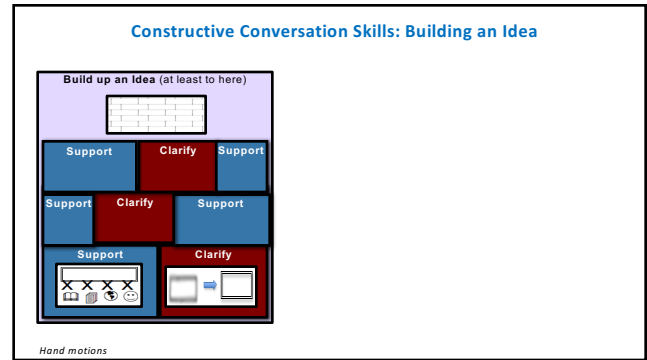 Constructive Conversation Skills: Building an Idea
Build up an Idea (at least to here)
Support Clarify Support
Support Clarify Support
Support Clarify
X X X X
Hand motions